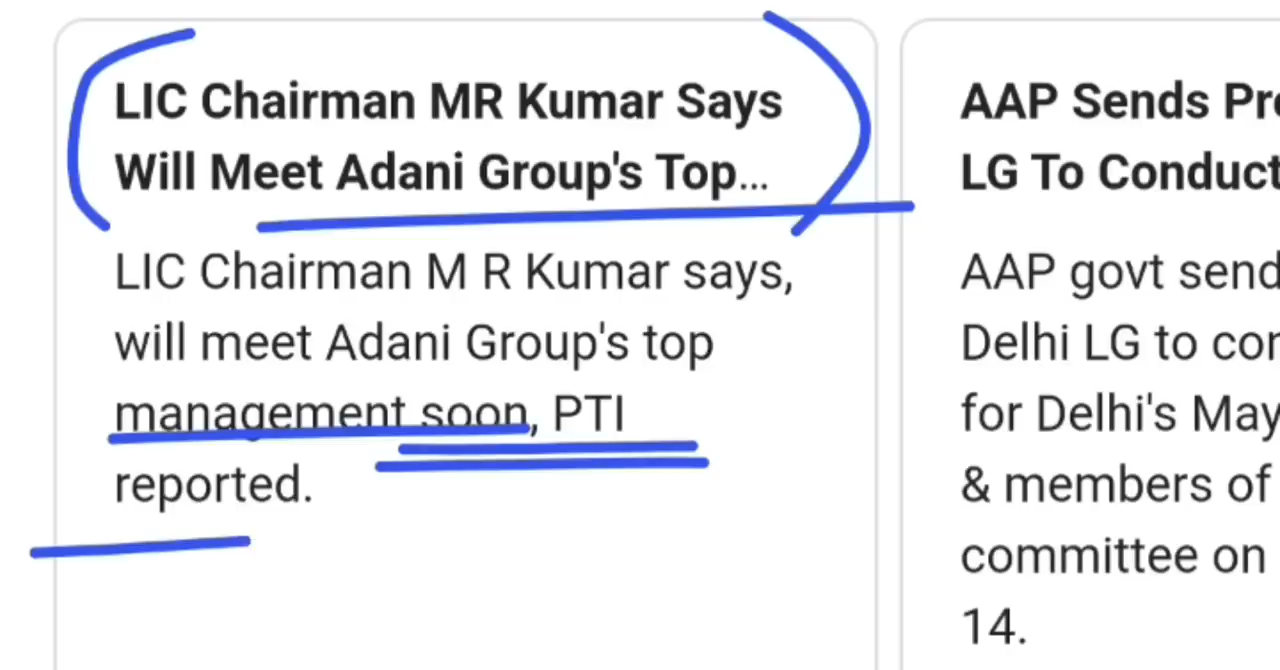 LIC Chairman MR Kumar Says
Will Meet Adani Group's Top...
LIC Chairman M R Kumar says,
will meet Adani Group's top
management soon, PTI
reported.
AAP Sends
LG To Conduct
AAP govt send
Delhi LG to
for Delhi's
& members of
committee on
14.